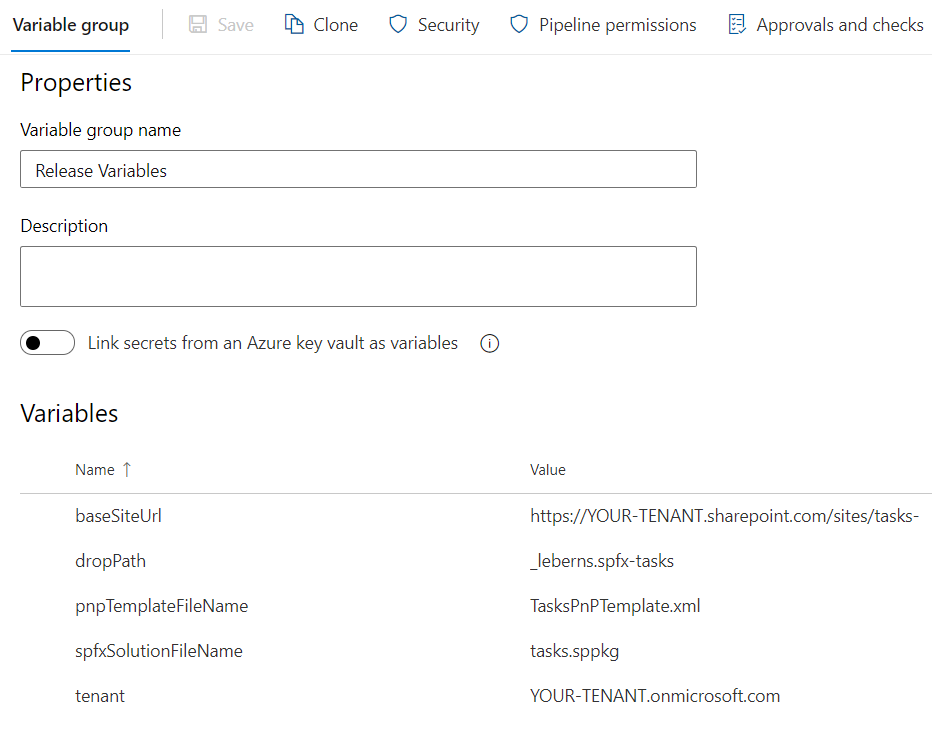 Variable group Save Clone Security Pipeline permissions Approvals and checks
Properties
Variable group name
Release Variables
Description
Link secrets from an Azure key vault as variables
Variables
Name ↑ Value
baseSiteUrl https://YOUR-TENANT.sharepoint.com/sites/tasks-
dropPath _leberns.spfx-tasks
pnpTemplateFileName TasksPnPTemplate.xml
spfxSolutionFileName tasks.sppkg
tenant YOUR-TENANT.onmicrosoft.com